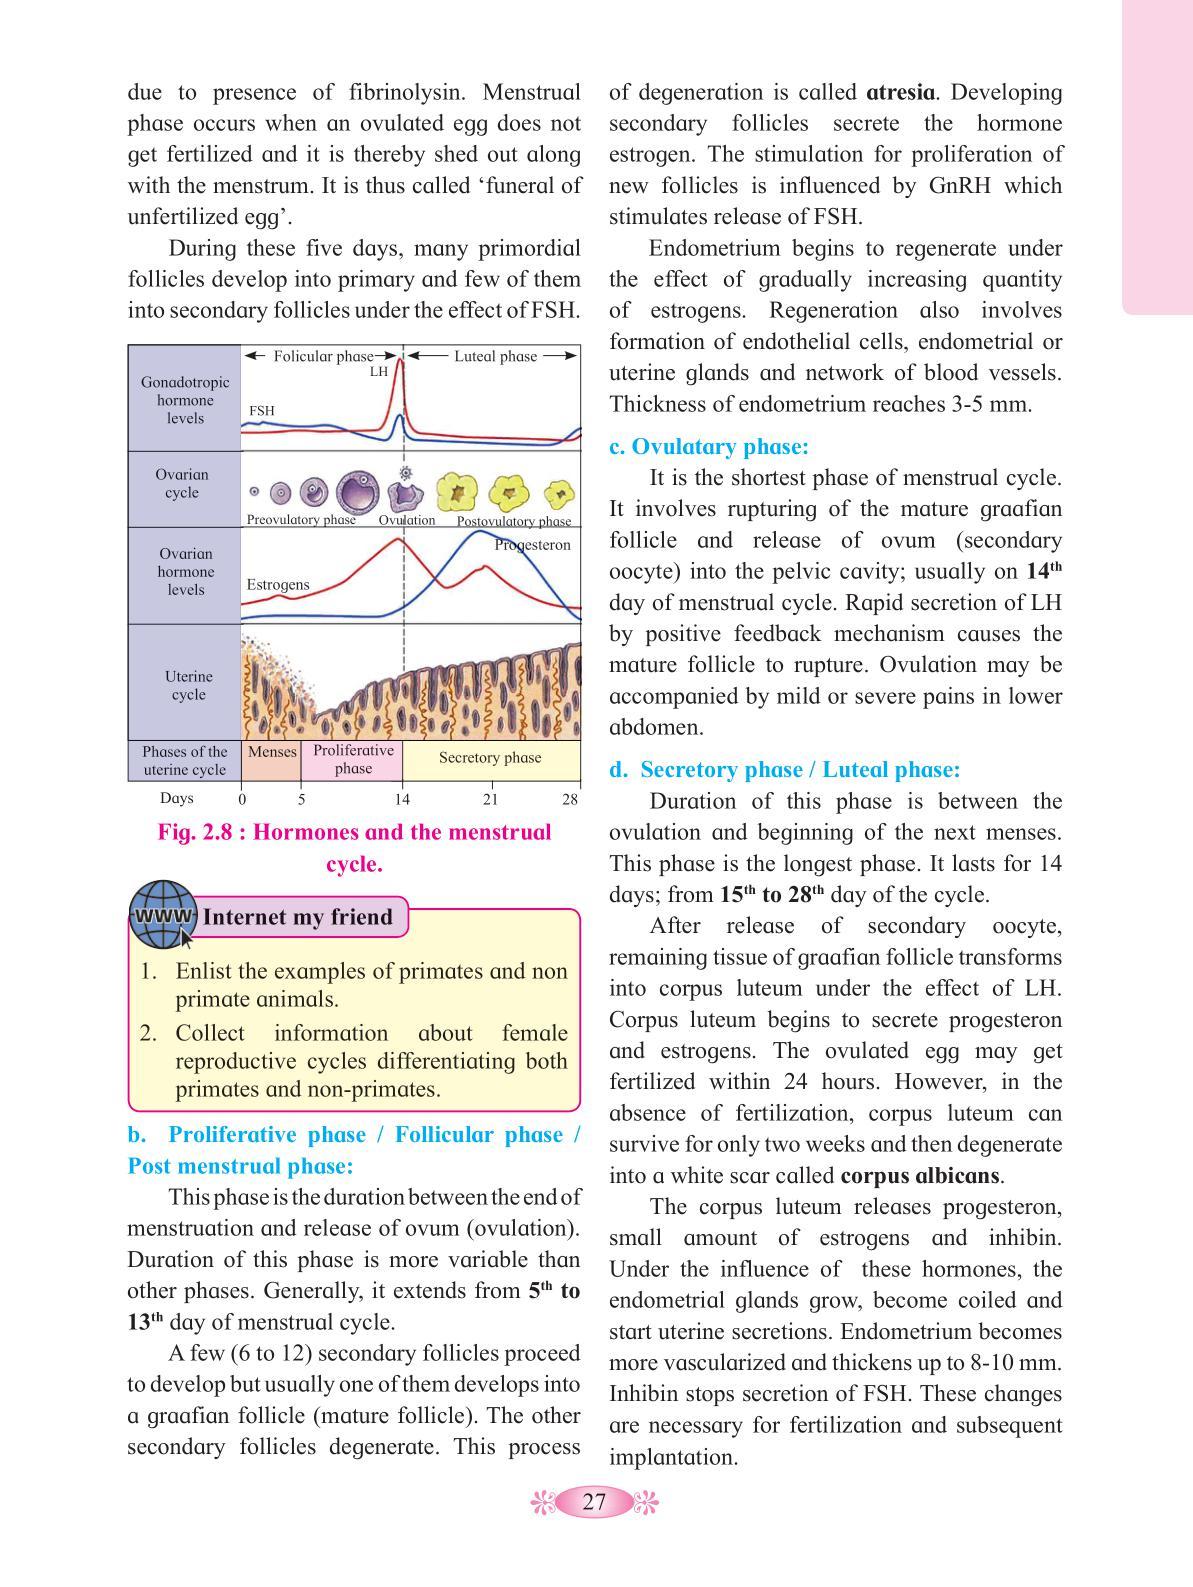 due to presence of fibrinolysin. Menstrual
phase occurs when an ovulated egg does not
get fertilized and it is thereby shed out along
with the menstrum. It is thus called ‘funeral of
unfertilized egg’.
During these five days, many primordial
follicles develop into primary and few of them
into secondary follicles under the effect of FSH.
Gonadotropic
hormone
levels
Folicular phase
Luteal phase
LH
FSH
Ovarian
cycle
Preovulatory phase
Ovulation
Postovulatory phase
Ovarian
hormone
levels
Progesteron
Estrogens
Uterine
cycle
Phases of the
uterine cycle
Menses
Proliferative
phase
Secretory phase
Days 0 5 14 21 28
Fig. 2.8 : Hormones and the menstrual
cycle.
WWW
Internet my friend
1. Enlist the examples of primates and non
primate animals.
2. Collect information about female
reproductive cycles differentiating both
primates and non-primates.
b. Proliferative phase / Follicular phase /
Post menstrual phase:
This phase is the duration between the end of
menstruation and release of ovum (ovulation).
Duration of this phase is more variable than
other phases. Generally, it extends from 5th to
13th day of menstrual cycle.
A few (6 to 12) secondary follicles proceed
to develop but usually one of them develops into
a graafian follicle (mature follicle). The other
secondary follicles degenerate. This process
of degeneration is called atresia. Developing
secondary follicles secrete the hormone
estrogen. The stimulation for proliferation of
new follicles is influenced by GnRH which
stimulates release of FSH.
Endometrium begins to regenerate under
the effect of gradually increasing quantity
of estrogens. Regeneration also involves
formation of endothelial cells, endometrial or
uterine glands and network of blood vessels.
Thickness of endometrium reaches 3-5 mm.
c. Ovulatary phase:
It is the shortest phase of menstrual cycle.
It involves rupturing of the mature graafian
follicle and release of ovum (secondary
oocyte) into the pelvic cavity; usually on 14th
day of menstrual cycle. Rapid secretion of LH
by positive feedback mechanism causes the
mature follicle to rupture. Ovulation may be
accompanied by mild or severe pains in lower
abdomen.
d. Secretory phase / Luteal phase:
Duration of this phase is between the
ovulation and beginning of the next menses.
This phase is the longest phase. It lasts for 14
days; from 15th to 28th day of the cycle.
After release of secondary oocyte,
remaining tissue of graafian follicle transforms
into corpus luteum under the effect of LH.
Corpus luteum begins to secrete progesteron
and estrogens. The ovulated egg may get
fertilized within 24 hours. However, in the
absence of fertilization, corpus luteum can
survive for only two weeks and then degenerate
into a white scar called corpus albicans.
The corpus luteum releases progesteron,
small amount of estrogens and inhibin.
Under the influence of these hormones, the
endometrial glands grow, become coiled and
start uterine secretions. Endometrium becomes
more vascularized and thickens up to 8-10 mm.
Inhibin stops secretion of FSH. These changes
are necessary for fertilization and subsequent
implantation.
27